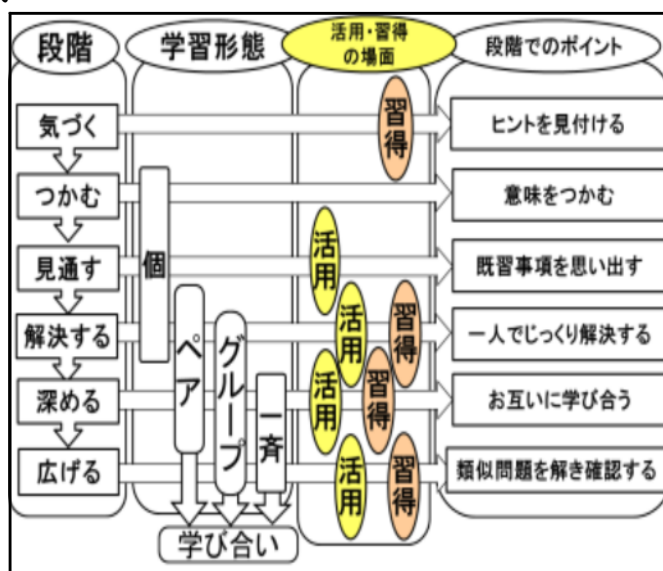 段階
学習形態
活用・習得
の場面
段階でのポイント
気づく
習得
ヒントを見付ける
つかむ
個
意味をつかむ
見通す
活用
既習事項を思い出す
解決する
ペア
グループ
活用
習得
一人でじっくり解決する
深める
一斉
活用
習得
お互いに学び合う
広げる
活用
習得
類似問題を解き確認する
学び合い